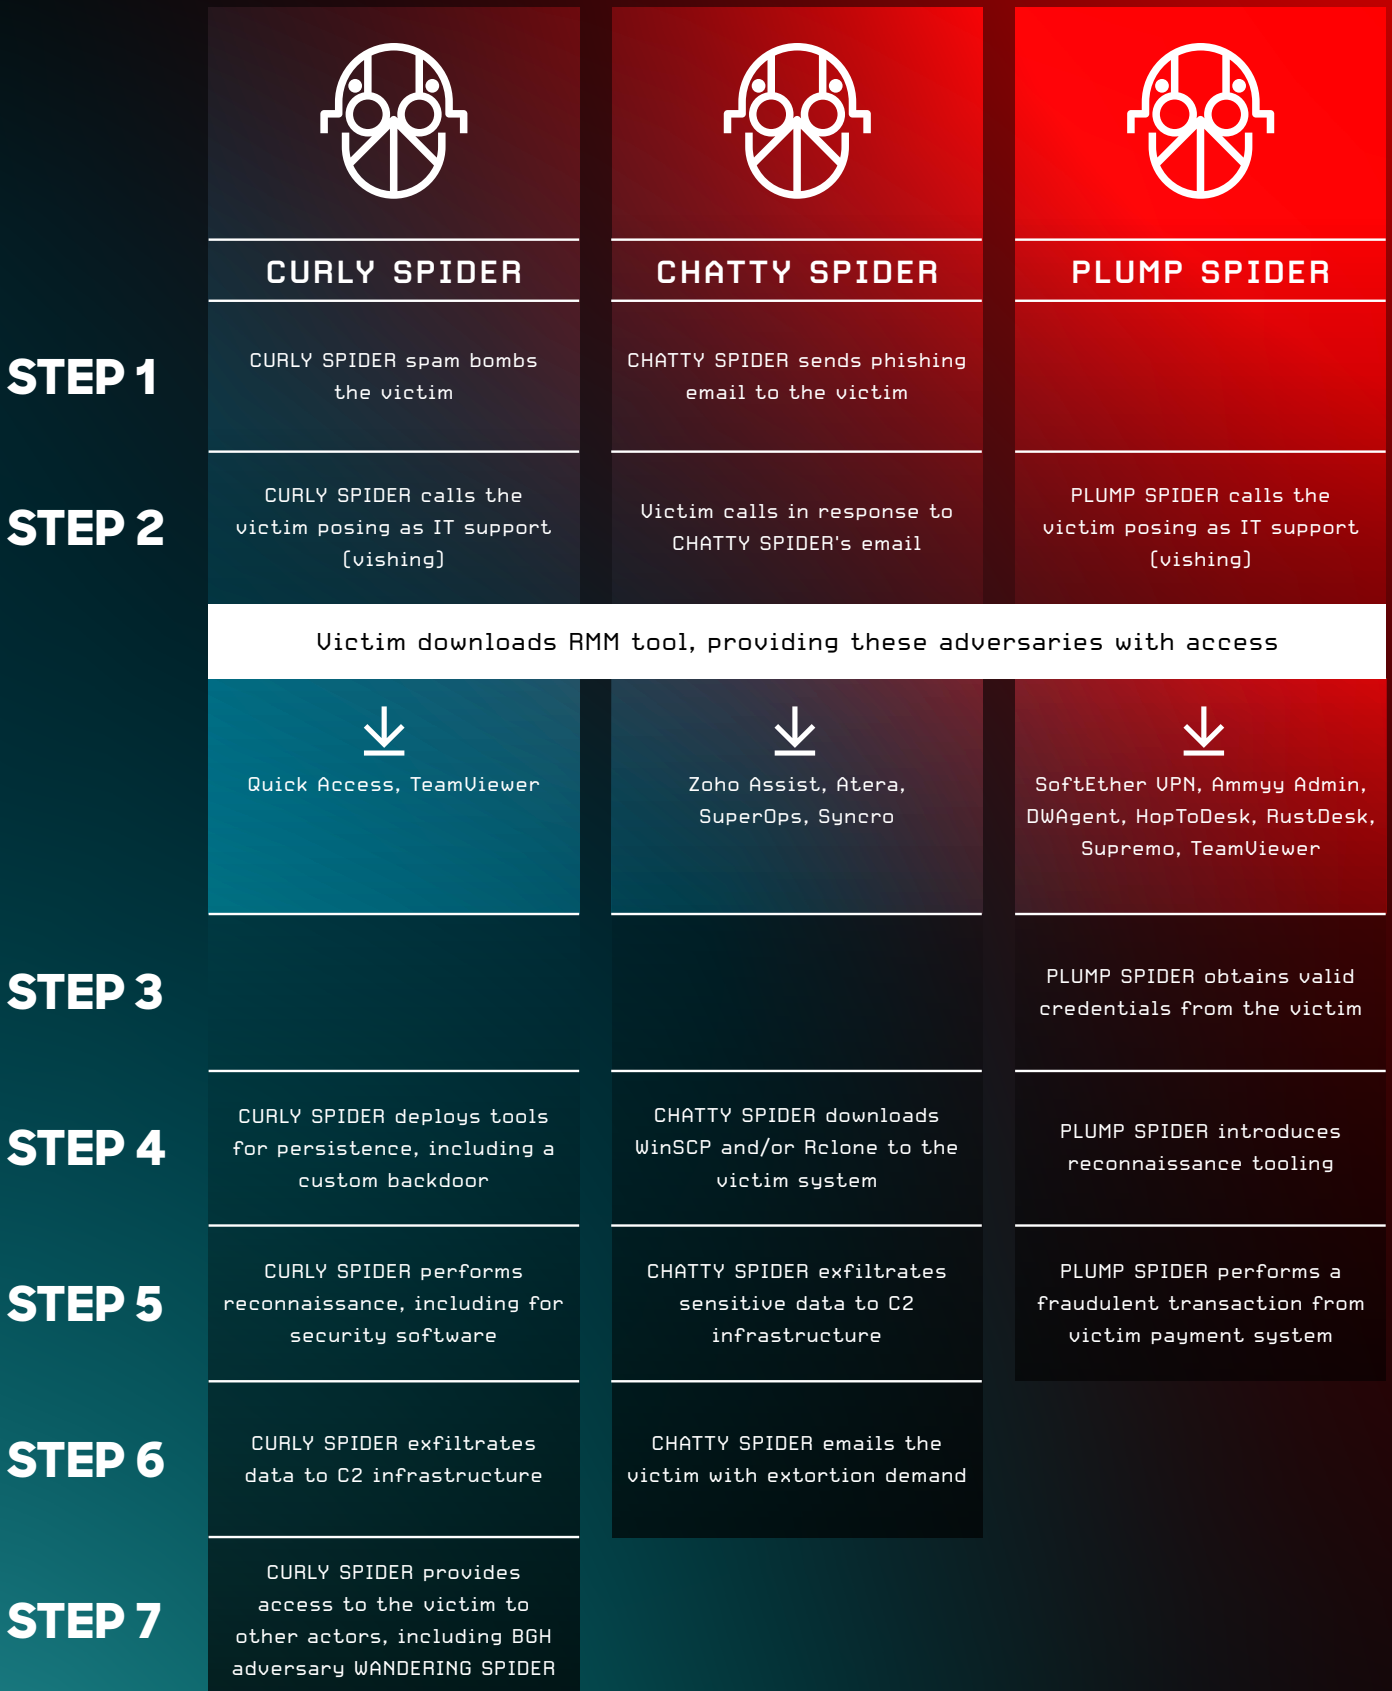 CURLY SPIDER
CHATTY SPIDER
PLUMP SPIDER
STEP 1
CURLY SPIDER spam bombs
the victim
CHATTY SPIDER sends phishing
email to the victim
STEP 2
CURLY SPIDER calls the
victim posing as IT support
(vishing)
Victim calls in response to
CHATTY SPIDER's email
PLUMP SPIDER calls the
victim posing as IT support
(vishing)
Victim downloads RMM tool, providing these adversaries with access
Quick Access, TeamViewer
Zoho Assist, Atera,
SuperOps, Syncro
SoftEther VPN, Ammyy Admin,
DWAgent, HopToDesk, RustDesk,
Supremo, TeamViewer
STEP 3
PLUMP SPIDER obtains valid
credentials from the victim
STEP 4
CURLY SPIDER deploys tools
for persistence, including a
custom backdoor
CHATTY SPIDER downloads
WinSCP and/or Rclone to the
victim system
PLUMP SPIDER introduces
reconnaissance tooling
STEP 5
CURLY SPIDER performs
reconnaissance, including for
security software
CHATTY SPIDER exfiltrates
sensitive data to C2
infrastructure
PLUMP SPIDER performs a
fraudulent transaction from
victim payment system
STEP 6
CURLY SPIDER exfiltrates
data to C2 infrastructure
CHATTY SPIDER emails the
victim with extortion demand
STEP 7
CURLY SPIDER provides
access to the victim to
other actors, including BGH
adversary WANDERING SPIDER